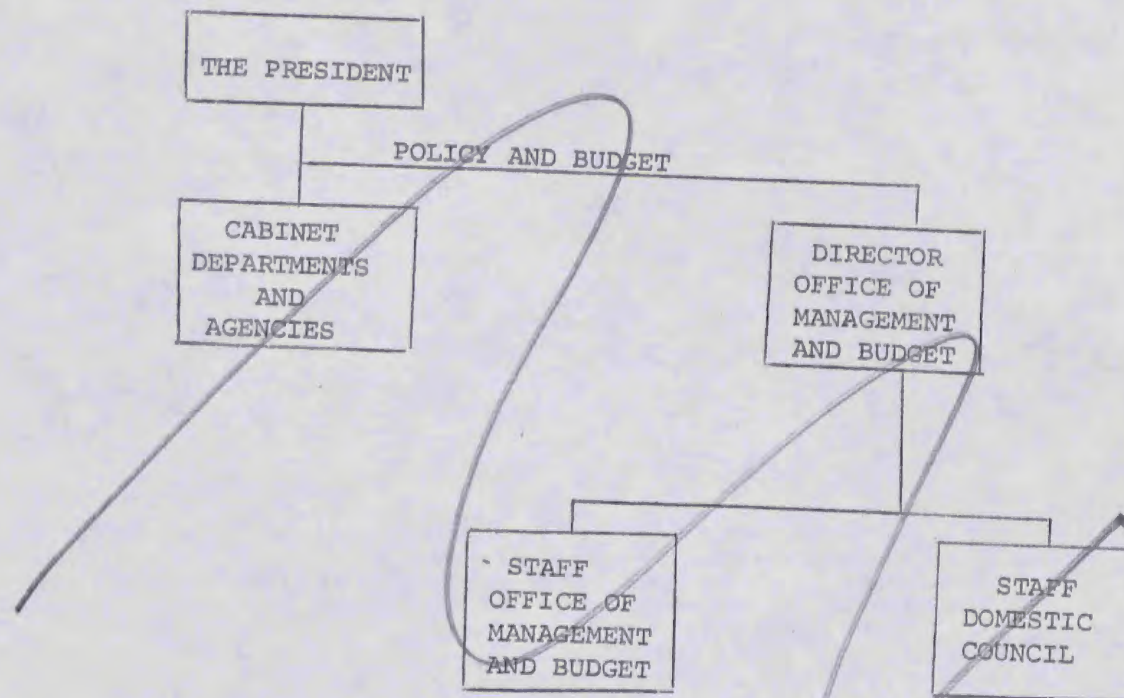 THE PRESIDENT
POLICY AND BUDGET
CABINET
DEPARTMENTS
AND
AGENCIES
DIRECTOR
OFFICE OF
MANAGEMENT
AND BUDGET
STAFF
OFFICE OF
MANAGEMENT
AND BUDGET
STAFF
DOMESTIC
COUNCIL